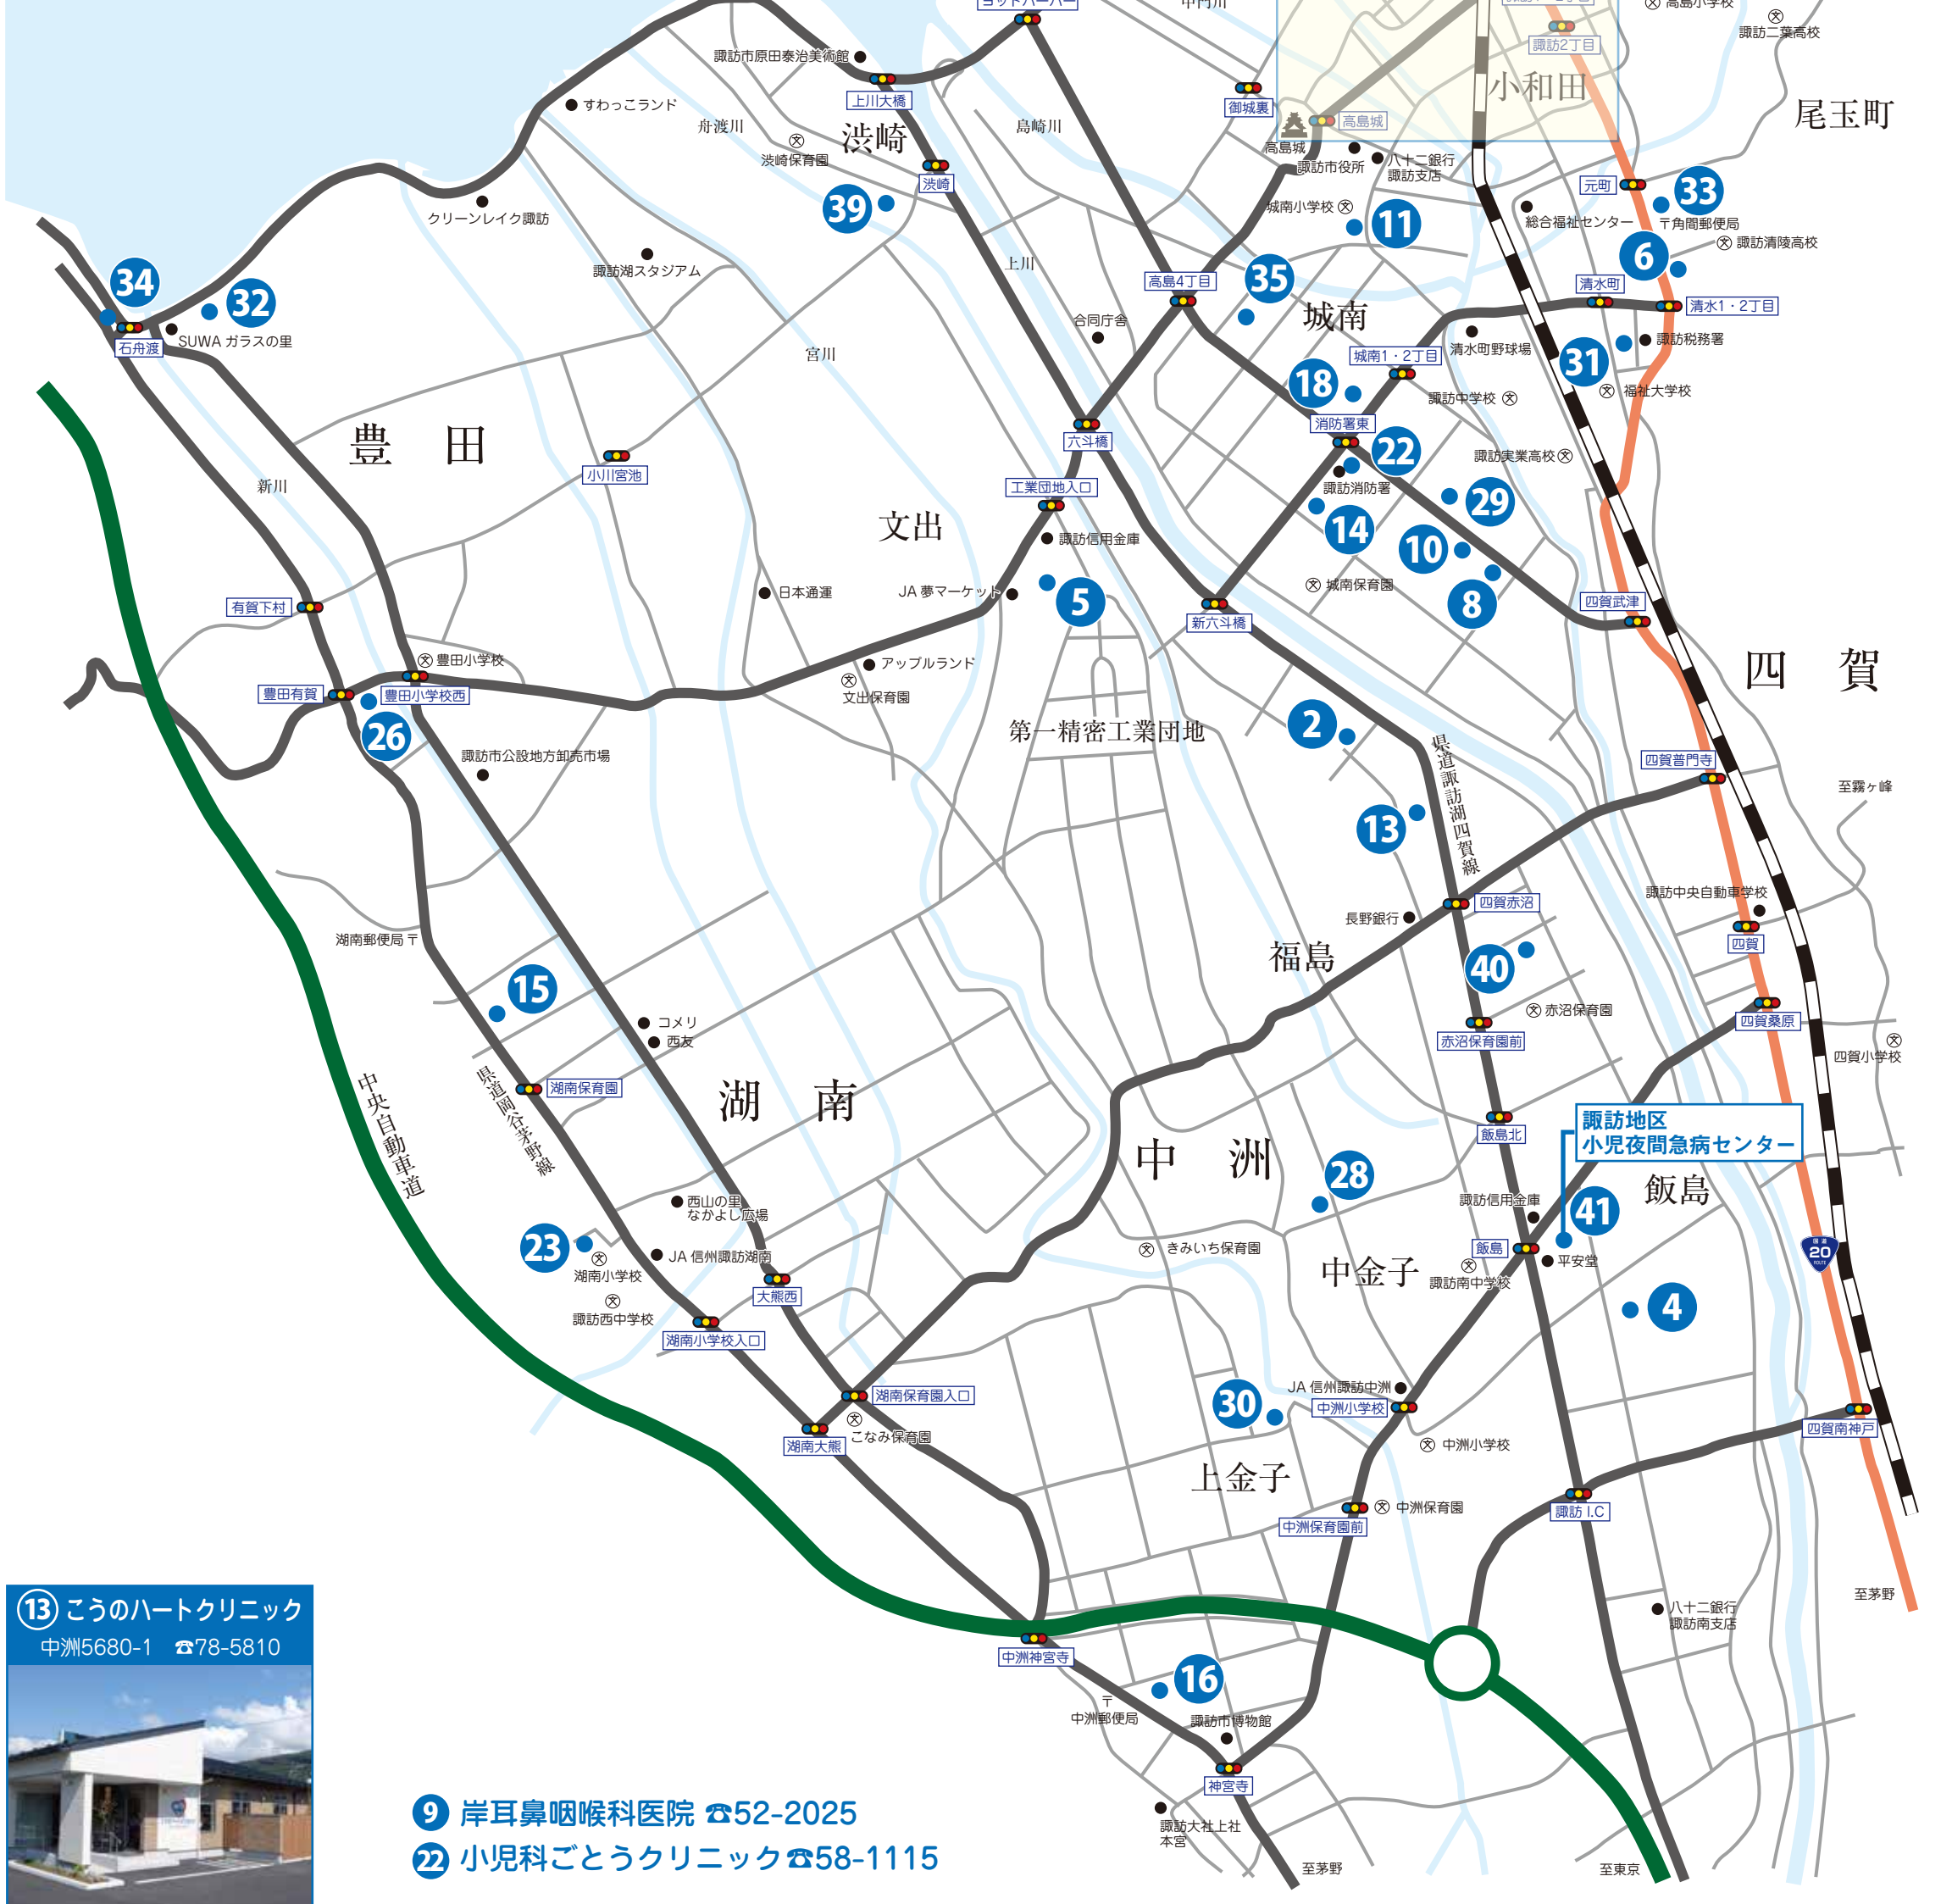 ヨットハーバー
高島小学校
諏訪二葉高校
諏訪2丁目
諏訪市原田泰治美術館
上川大橋
小和田
すわっこランド
舟渡川
渋崎
島崎川
御城裏
高島城
尾玉町
渋崎保育園
高島城
諏訪市役所
八十二銀行
諏訪支店
渋崎
元町
33
39
クリーンレイク諏訪
城南小学校
11
総合福祉センター
〒角間郵便局
諏訪清陵高校
上川
6
諏訪湖スタジアム
34
32
高島4丁目
35
清水町
清水1・2丁目
城南
合同庁舎
石舟渡
SUWA ガラスの里
宮川
城南1・2丁目
清水町野球場
諏訪税務署
31
18
福祉大学校
諏訪中学校
豊 田
消防署東
六斗橋
22
小川宮池
諏訪実業高校
新川
工業団地入口
諏訪消防署
29
文出
14
諏訪信用金庫
10
日本通運
JA 夢マーケット
5
城南保育園
8
有賀下村
新六斗橋
四賀武津
豊田小学校
アップルランド
四 賀
豊田有賀
豊田小学校西
文出保育園
26
第一精密工業団地
2
県道諏訪湖四賀線
諏訪市公設地方卸売市場
四賀普門寺
至霧ヶ峰
13
諏訪中央自動車学校
四賀赤沼
長野銀行
湖南郵便局〒
四賀
福島
40
15
赤沼保育園
コメリ
西友
四賀桑原
赤沼保育園前
四賀小学校
中央自動車道
県道岡谷茅野線
湖南保育園
湖 南
飯島北
諏訪地区
小児夜間急病センター
中 洲
28
飯島
西山の里
なかよし広場
諏訪信用金庫
41
23
JA 信州諏訪湖南
きみいち保育園
飯島
平安堂
国道
20
ROUTE
湖南小学校
中金子
諏訪南中学校
大熊西
諏訪西中学校
4
湖南小学校入口
湖南保育園入口
JA 信州諏訪中洲
30
中洲小学校
こなみ保育園
湖南大熊
中洲小学校
四賀南神戸
上金子
中洲保育園
中洲保育園前
諏訪 I.C
13 こうのハートクリニック
中洲5680-1 ☎78-5810
至茅野
八十二銀行
諏訪南支店
中洲神宮寺
16
〒
中洲郵便局
諏訪市博物館
神宮寺
9 岸耳鼻咽喉科医院 ☎52-2025
諏訪大社上社
本宮
22 小児科ごとうクリニック☎58-1115
至茅野
至東京